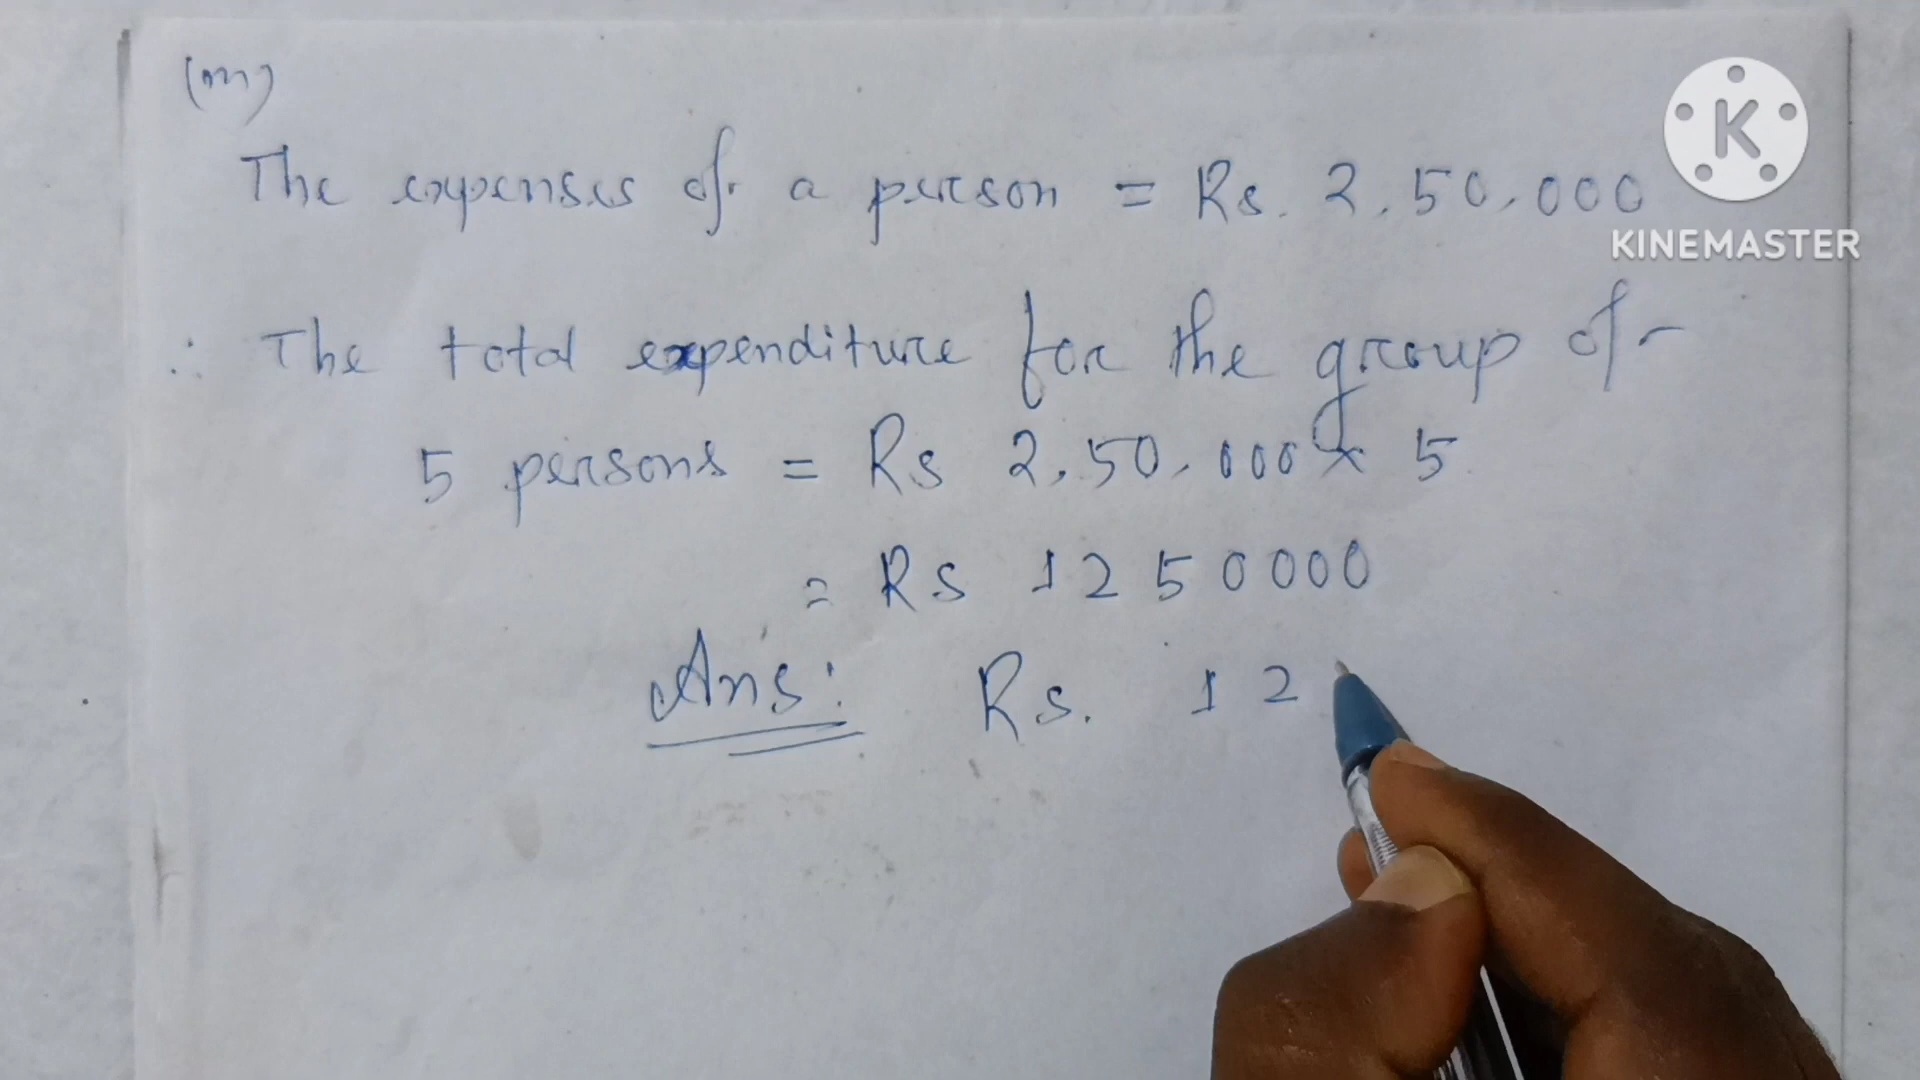 (m)
The expenses of a person = Rs. 2,50,000
K
KINEMASTER
∴ The total expenditure for the group of
5 persons = Rs 2,50,000 × 5
= Rs 1250000
Ans: Rs. 12